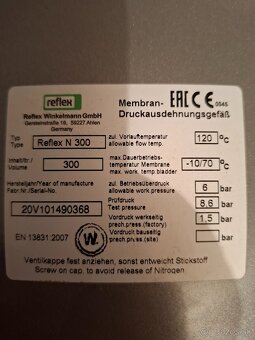 reflex
Reflex Winkelmann GmbH
Gersteinstraße 19, 59227 Ahlen
Germany
Membran-
Druckausdehnungsgefäß
EAC CE 0045
Typ
Type
Reflex N 300
zul. Vorlauftemperatur
allowable flow temp.
120 °C
Inhalt/ltr.
Volume
300
max. Dauerbetriebs-
temperatur Membrane
max. work. temp bladder
-10/70 °C
Herstelljahr/Year of manufacture
Fabr.Nr./Serial No.
20V101490368
zul. Betriebsüberdruck
allowable work. press.
6 bar
Prüfdruck
Test pressure
8,6 bar
Vordruck werkseitig
prech.press.(factory)
1,5 bar
Vordruck bauseitig
prech.press.(site)
bar
EN 13831:2007
W
Ventilkappe fest anziehen, sonst entweicht Stickstoff
Screw on cap, to avoid release of Nitrogen